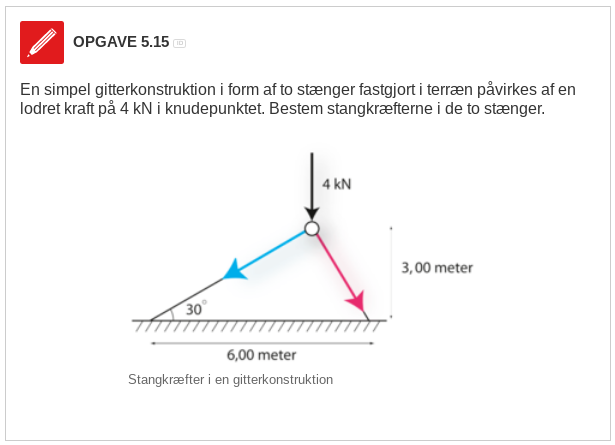 OPGAVE 5.15
En simpel gitterkonstruktion i form af to stænger fastgjort i terræn påvirkes af en
lodret kraft på 4 kN i knudepunktet. Bestem stangkræfterne i de to stænger.
4 kN
3,00 meter
30°
6,00 meter
Stangkræfter i en gitterkonstruktion